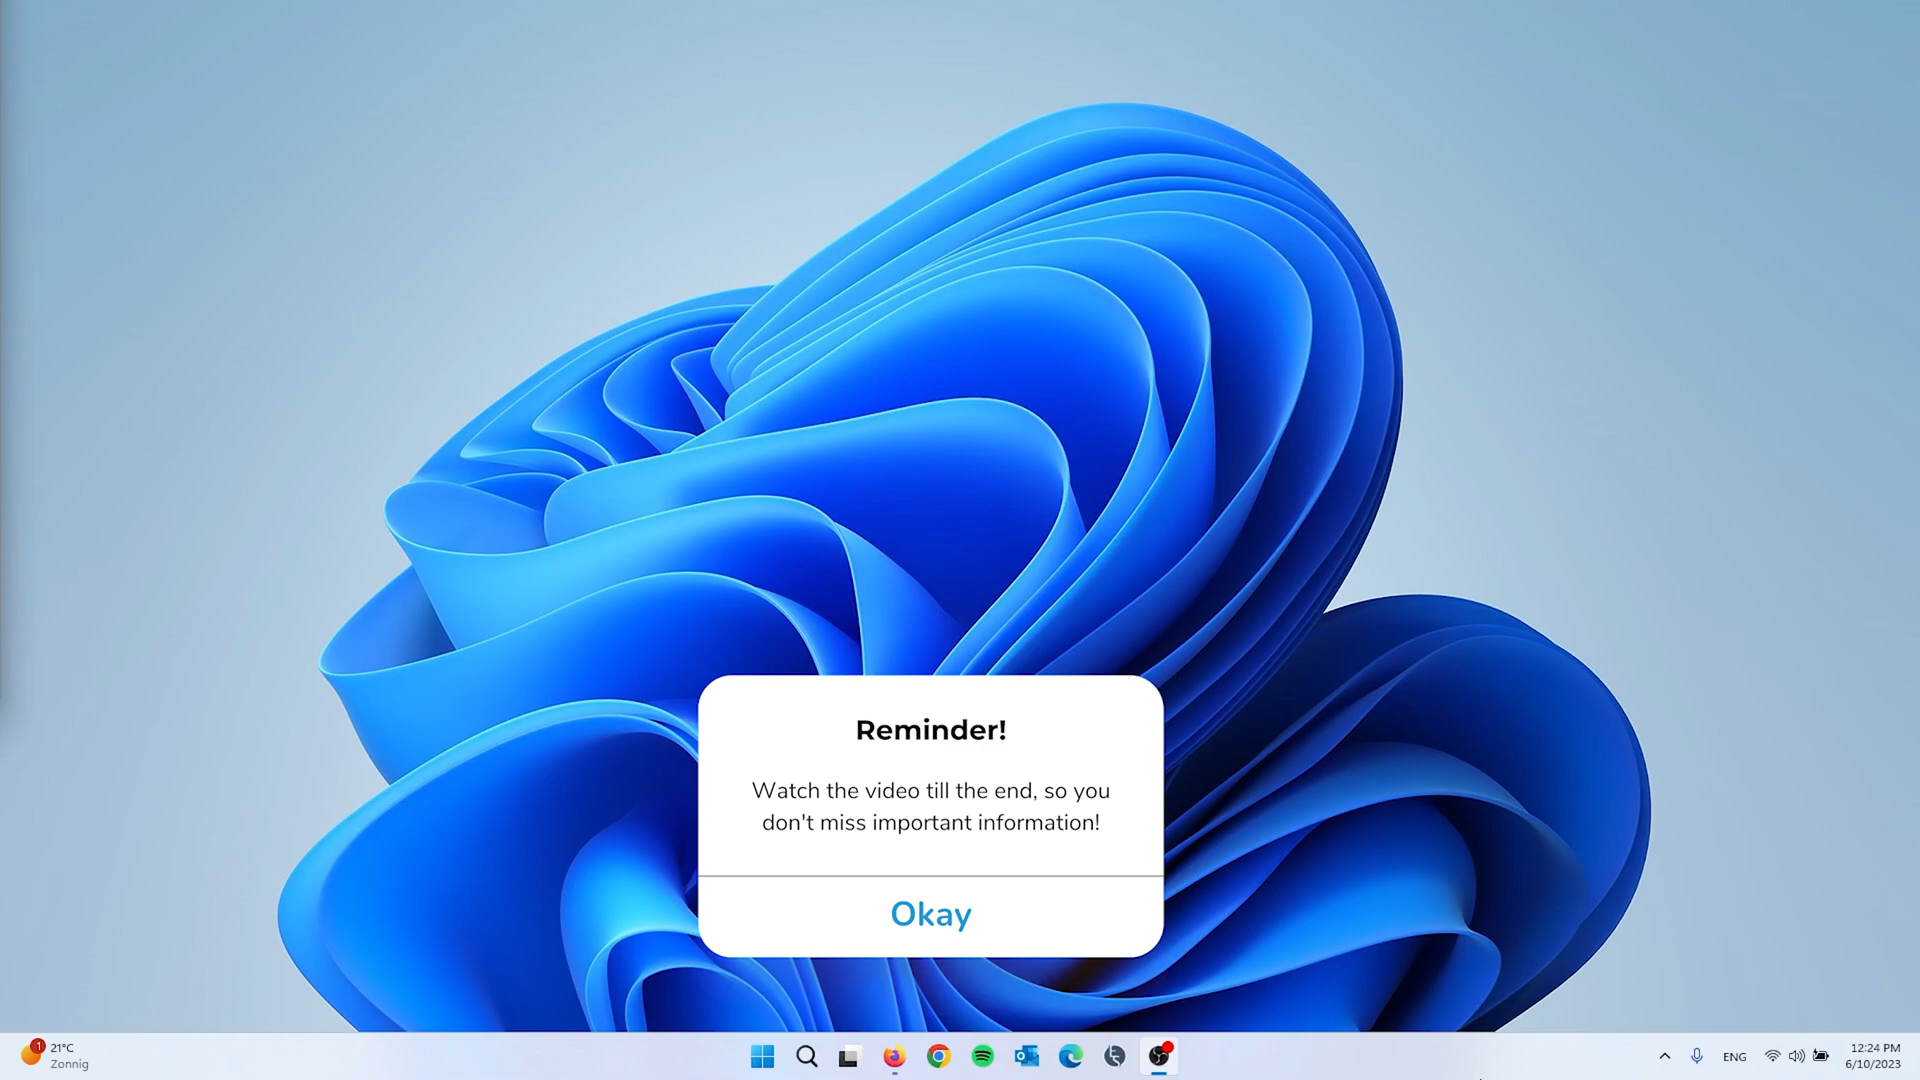 Reminder!
Watch the video till the end, so you
don't miss important information!
Okay
1
21°C
Zonnig
ENG
12:24 PM
6/10/2023